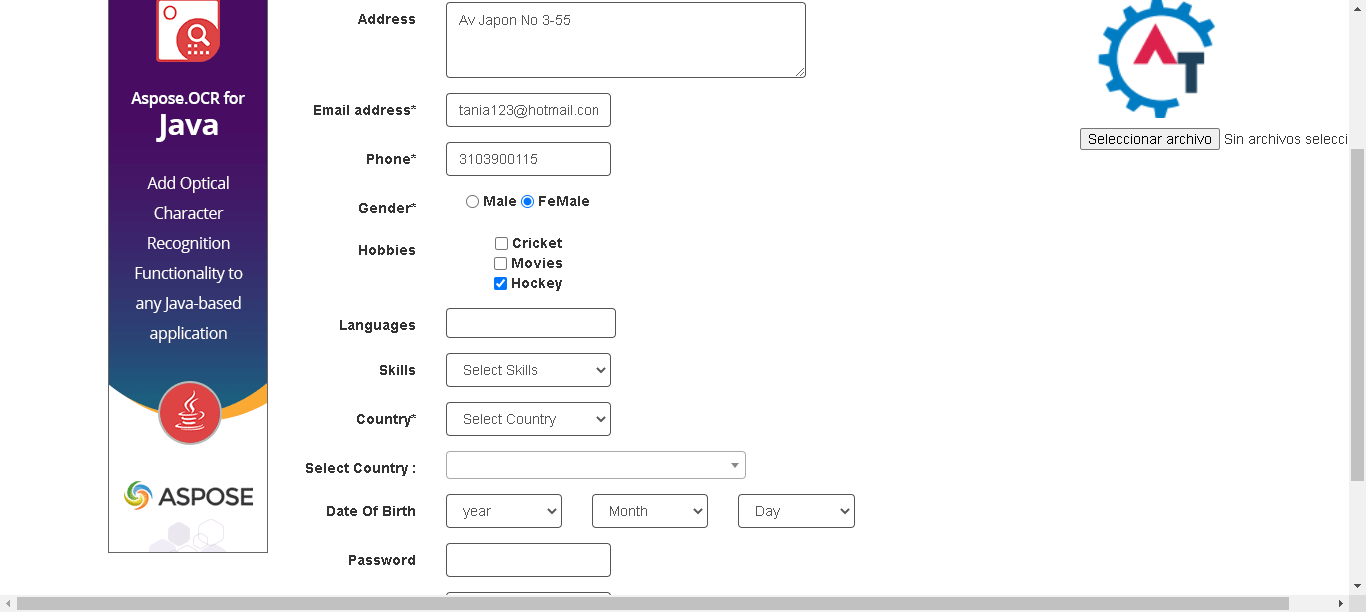 Aspose.OCR for
Java
Add Optical
Character
Recognition
Functionality to
any Java-based
application
ASPOSE
Address
Av Japon No 3-55
Email address*
tania123@hotmail.con
Phone*
3103900115
Gender*
Male FeMale
Hobbies
Cricket
Movies
Hockey
Languages
Skills
Select Skills
Country*
Select Country
Select Country :
Date Of Birth
year Month Day
Password
AT
Seleccionar archivo Sin archivos selecci